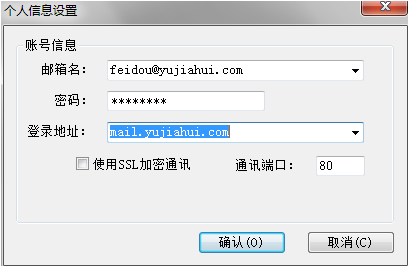 个人信息设置
账号信息
邮箱名： feidou@yujiahui.com
密码： ********
登录地址： mail.yujiahui.com
使用SSL加密通讯 通讯端口： 80
确认(O) 取消(C)